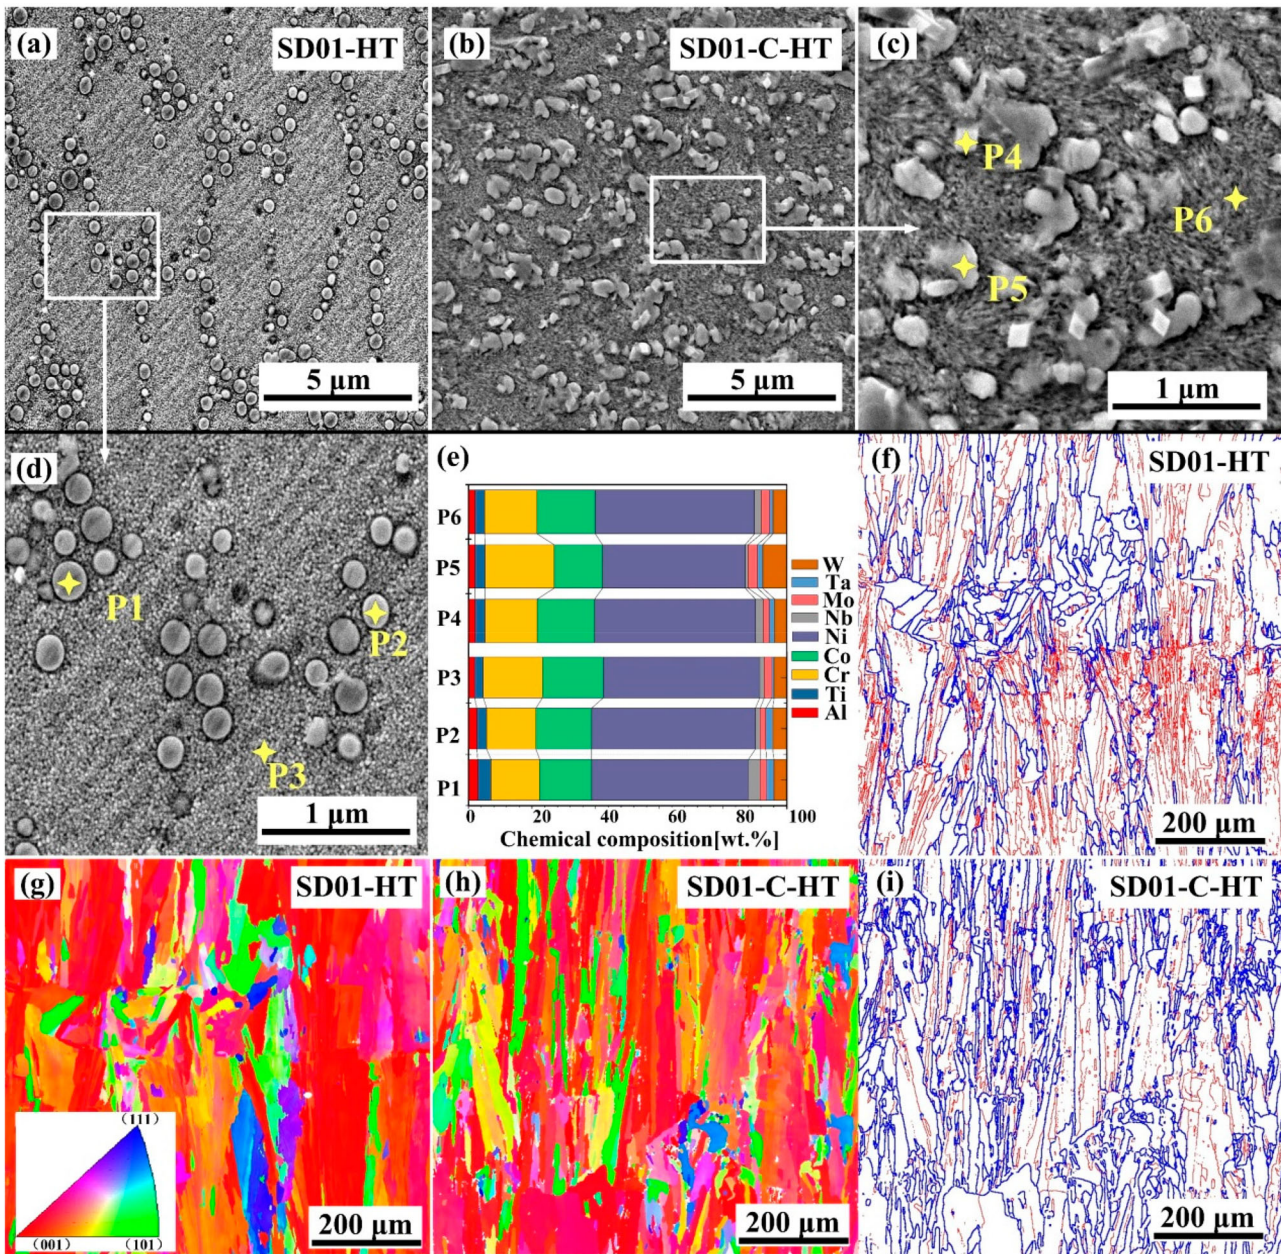 (a)
SD01-HT
5 μm
(b)
SD01-C-HT
5 μm
(c)
P4
P6
P5
1 μm
(d)
P1
P2
P3
1 μm
(e)
P6
P5
P4
P3
P2
P1
0 20 40 60 80 100
Chemical composition[wt.%]
W
Ta
Mo
Nb
Ni
Co
Cr
Ti
Al
(f)
SD01-HT
200 μm
(g)
SD01-HT
(111)
(001)
(101)
200 μm
(h)
SD01-C-HT
200 μm
(i)
SD01-C-HT
200 μm